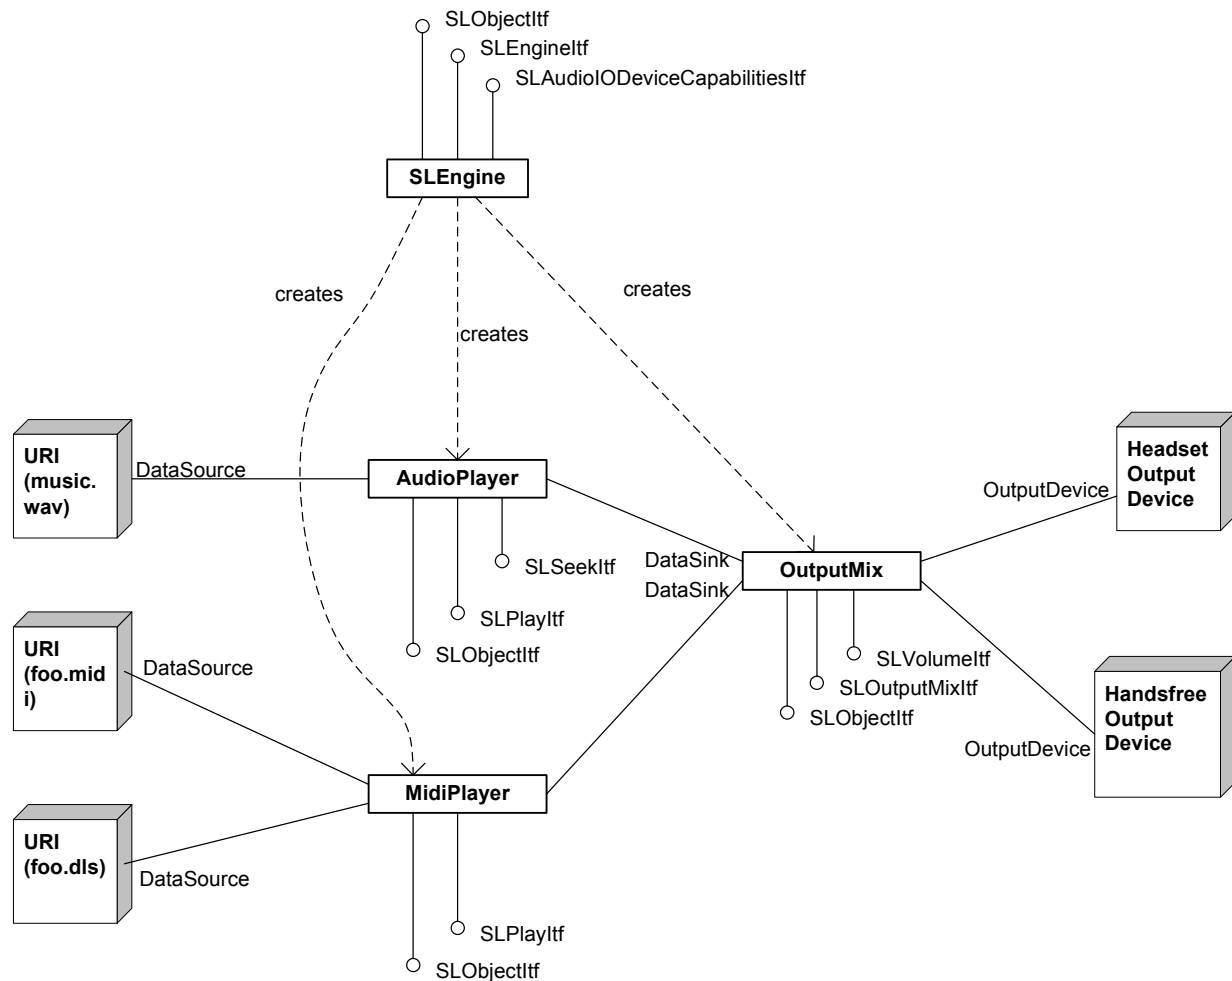 SLObjectItf
SLEngineItf
SLAudioIODeviceCapabilitiesItf
SLEngine
creates
creates
creates
URI
(music.
wav)
DataSource
AudioPlayer
SLSeekItf
SLPlayItf
SLObjectItf
DataSink
DataSink
OutputMix
SLVolumeItf
SLOutputMixItf
SLObjectItf
OutputDevice
Headset
Output
Device
OutputDevice
Handsfree
Output
Device
URI
(foo.mid
i)
DataSource
MidiPlayer
URI
(foo.dls)
DataSource
SLPlayItf
SLObjectItf